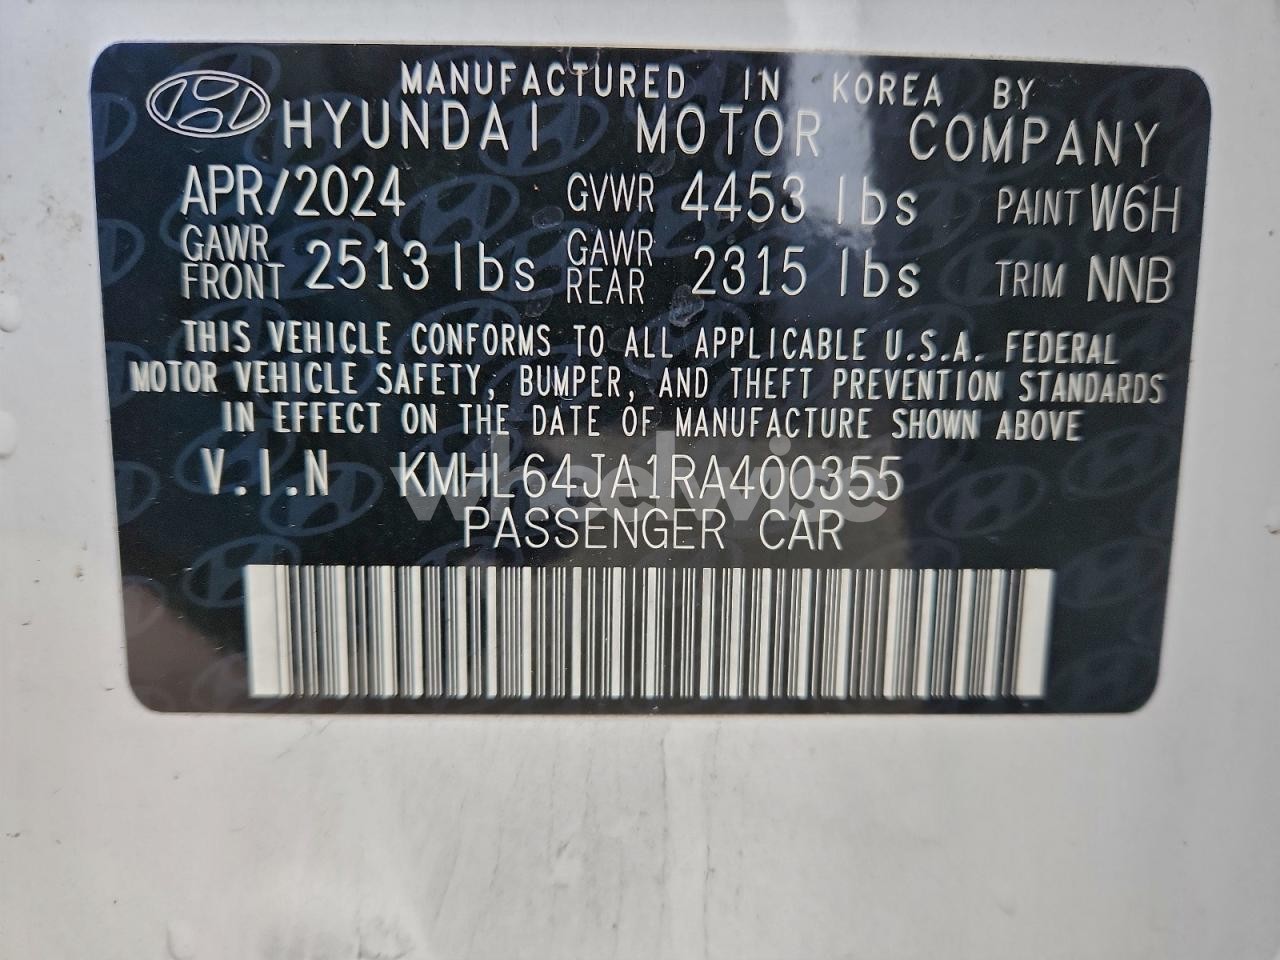 MANUFACTURED IN KOREA BY
HYUNDAI MOTOR COMPANY
APR/2024 GVWR 4453 lbs PAINT W6H
GAWR FRONT 2513 lbs GAWR REAR 2315 lbs TRIM NNB
THIS VEHICLE CONFORMS TO ALL APPLICABLE U.S.A. FEDERAL
MOTOR VEHICLE SAFETY, BUMPER, AND THEFT PREVENTION STANDARDS
IN EFFECT ON THE DATE OF MANUFACTURE SHOWN ABOVE
V.I.N KMHL64JA1RA400355
wheelwise
PASSENGER CAR